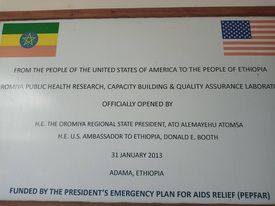 FROM THE PEOPLE OF THE UNITED STATES OF AMERICA TO THE PEOPLE OF ETHIOPIA
ROMIYA PUBLIC HEALTH RESEARCH, CAPACITY BUILDING & QUALITY ASSURANCE LABORAT
OFFICIALLY OPENED BY
H.E. THE OROMIYA REGIONAL STATE PRESIDENT, ATO ALEMAYEHU ATOMSA
H.E. U.S. AMBASSADOR TO ETHIOPIA, DONALD E. BOOTH
31 JANUARY 2013
ADAMA, ETHIOPIA
FUNDED BY THE PRESIDENT'S EMERGENCY PLAN FOR AIDS RELIEF (PEPFAR)